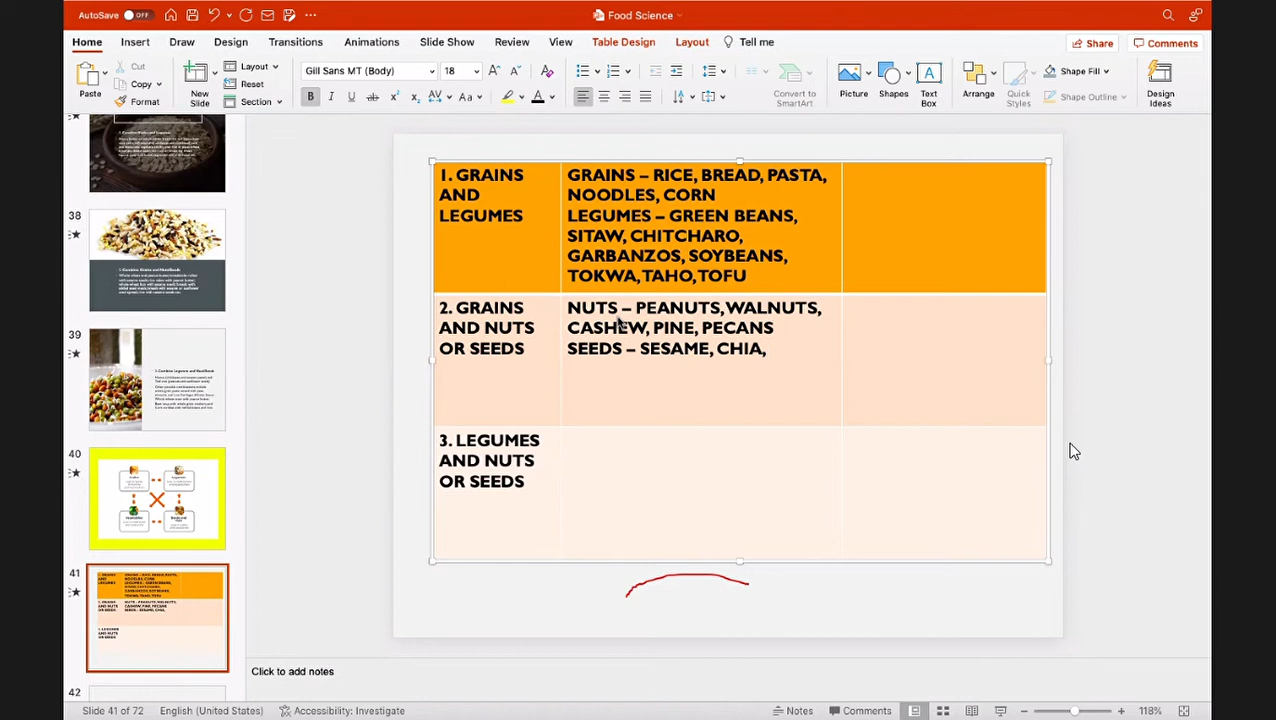 AutoSave OFF
Food Science
Home Insert Draw Design Transitions Animations Slide Show Review View Table Design Layout Tell me
Share Comments
Paste
Cut
Copy
Format
New Slide
Layout
Reset
Section
Gill Sans MT (Body) 18
B I U ab x² x₂ AV Aa A
Convert to SmartArt
Picture
Shapes
Text Box
Arrange
Quick Styles
Shape Fill
Shape Outline
Design Ideas
38
39
40
41
42
1. GRAINS
AND
LEGUMES
GRAINS – RICE, BREAD, PASTA,
NOODLES, CORN
LEGUMES – GREEN BEANS,
SITAW, CHITCHARO,
GARBANZOS, SOYBEANS,
TOKWA, TAHO, TOFU
2. GRAINS
AND NUTS
OR SEEDS
NUTS – PEANUTS, WALNUTS,
CASHEW, PINE, PECANS
SEEDS – SESAME, CHIA,
3. LEGUMES
AND NUTS
OR SEEDS
Click to add notes
Slide 41 of 72 English (United States) Accessibility: Investigate Notes Comments 118%